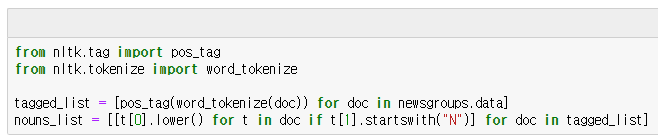 from nltk.tag import pos_tag
from nltk.tokenize import word_tokenize
tagged_list = [pos_tag(word_tokenize(doc)) for doc in newsgroups.data]
nouns_list = [[t[0].lower() for t in doc if t[1].startswith("N")] for doc in tagged_list]